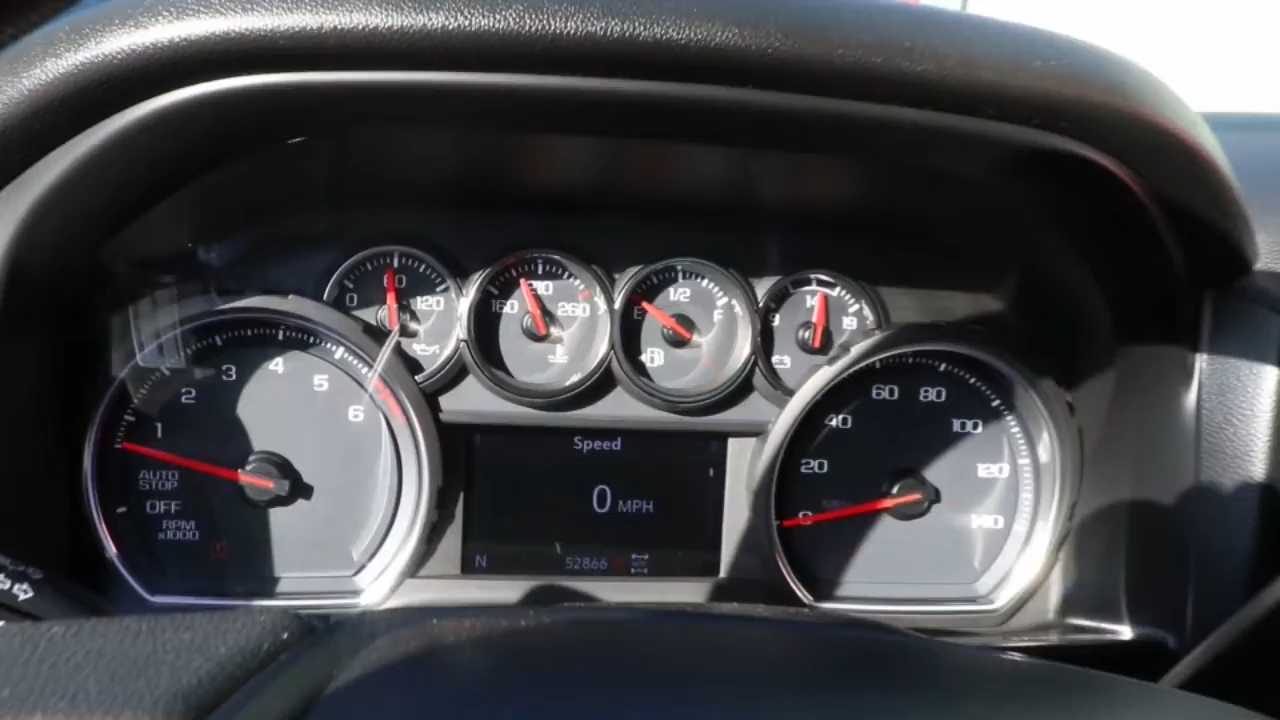 0 60 120
160 210 260
E 1/2 F
9 14 19
1 2 3 4 5 6
AUTO
STOP
OFF
RPM
x1000
Speed
0 MPH
N 52866
0 20 40 60 80 100 120 140